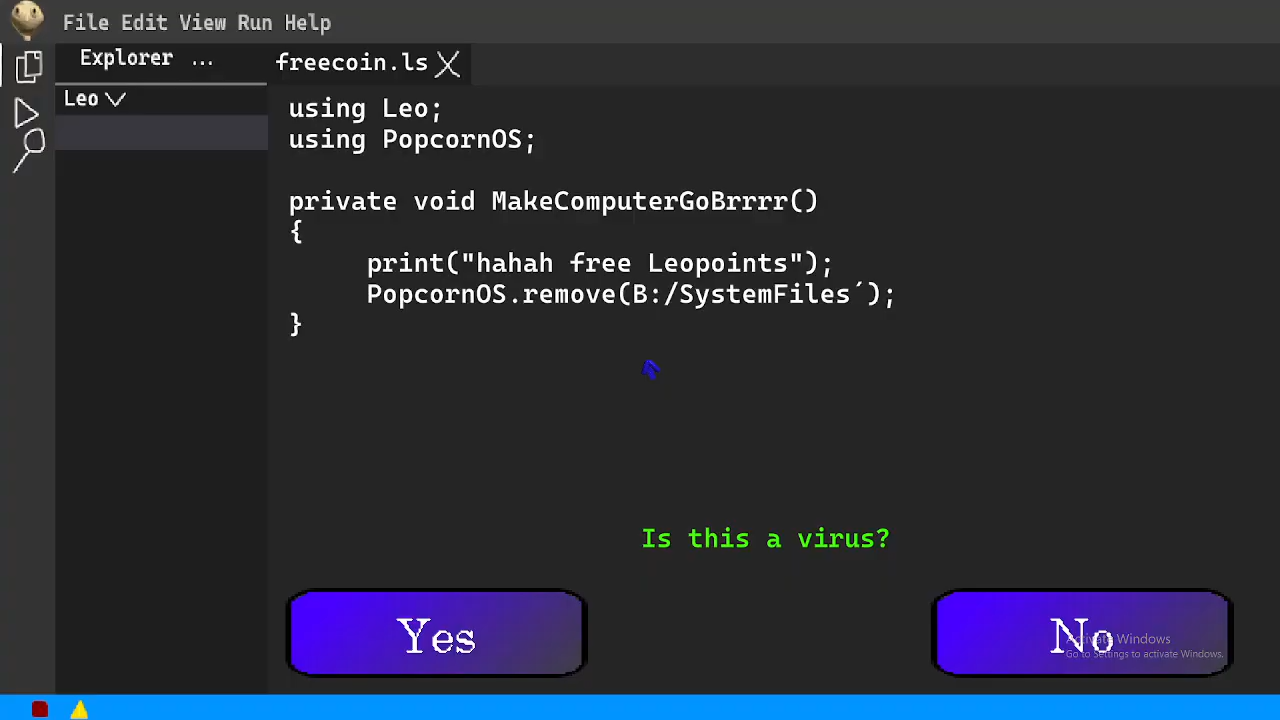 File Edit View Run Help
Explorer ...
freecoin.ls
Leo
using Leo;
using PopcornOS;
private void MakeComputerGoBrrrr()
{
print("hahah free Leopoints");
PopcornOS.remove(B:/SystemFiles´);
}
Is this a virus?
Yes
No
Activate Windows
Go to Settings to activate Windows.